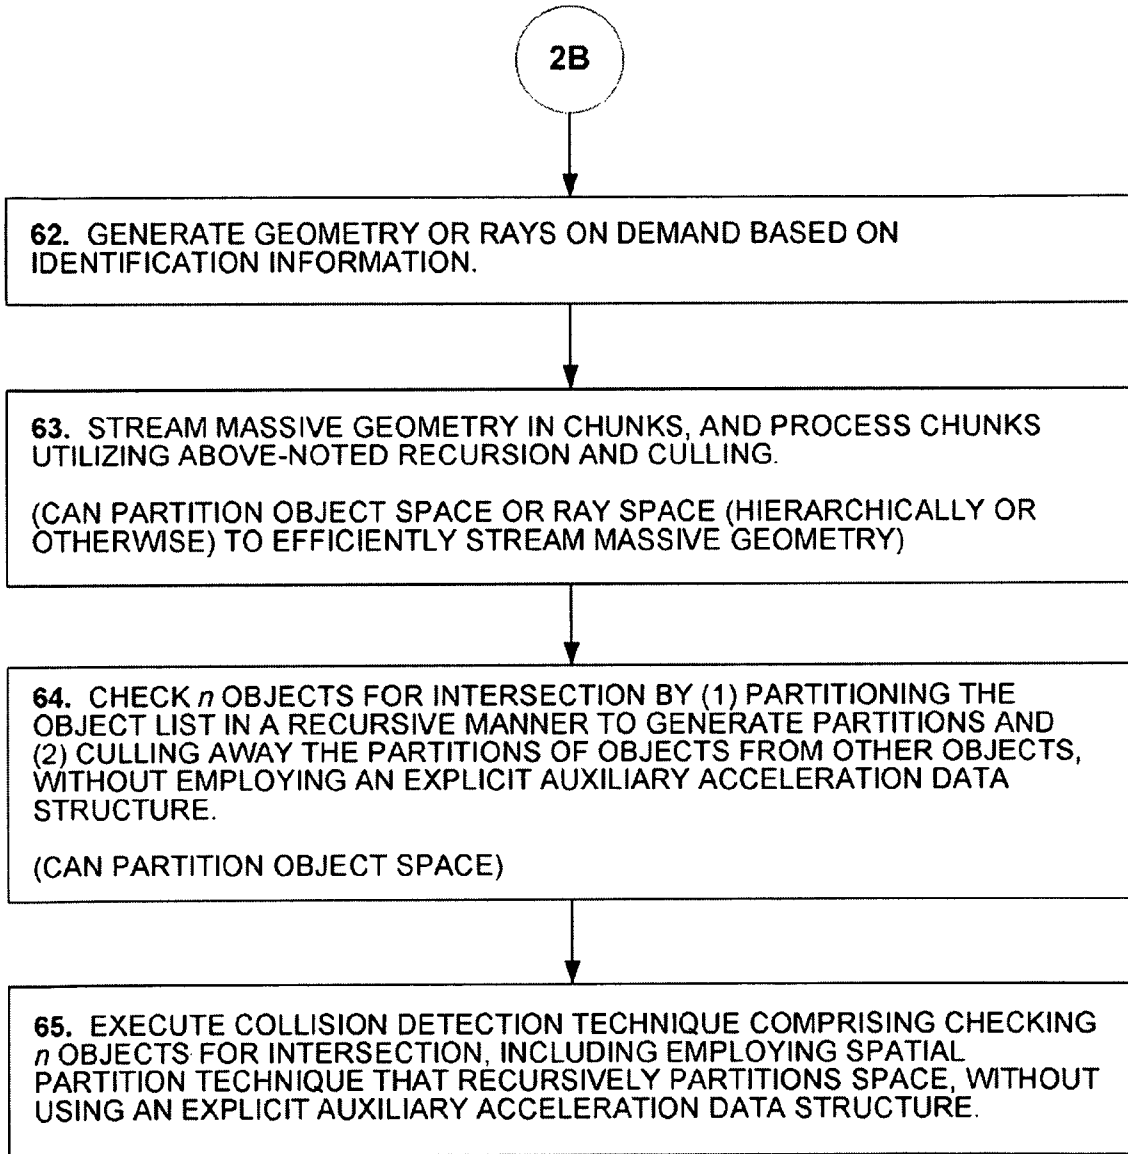 2B
62. GENERATE GEOMETRY OR RAYS ON DEMAND BASED ON
IDENTIFICATION INFORMATION.
63. STREAM MASSIVE GEOMETRY IN CHUNKS, AND PROCESS CHUNKS
UTILIZING ABOVE-NOTED RECURSION AND CULLING.
(CAN PARTITION OBJECT SPACE OR RAY SPACE (HIERARCHICALLY OR
OTHERWISE) TO EFFICIENTLY STREAM MASSIVE GEOMETRY)
64. CHECK n OBJECTS FOR INTERSECTION BY (1) PARTITIONING THE
OBJECT LIST IN A RECURSIVE MANNER TO GENERATE PARTITIONS AND
(2) CULLING AWAY THE PARTITIONS OF OBJECTS FROM OTHER OBJECTS,
WITHOUT EMPLOYING AN EXPLICIT AUXILIARY ACCELERATION DATA
STRUCTURE.
(CAN PARTITION OBJECT SPACE)
65. EXECUTE COLLISION DETECTION TECHNIQUE COMPRISING CHECKING
n OBJECTS FOR INTERSECTION, INCLUDING EMPLOYING SPATIAL
PARTITION TECHNIQUE THAT RECURSIVELY PARTITIONS SPACE, WITHOUT
USING AN EXPLICIT AUXILIARY ACCELERATION DATA STRUCTURE.